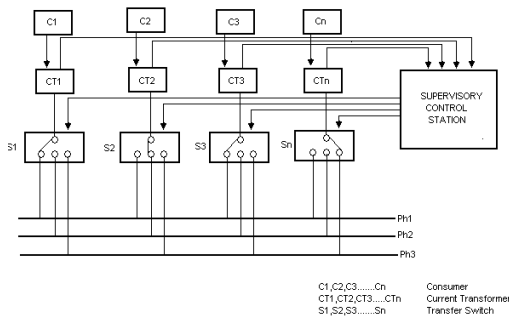 C1
C2
C3
Cn
CT1
CT2
CT3
CTn
SUPERVISORY
CONTROL
STATION
S1
S2
S3
Sn
Ph1
Ph2
Ph3
C1,C2,C3.......Cn Consumer
CT1,CT2,CT3.....CTn Current Transformer
S1,S2,S3......Sn Transfer Switch